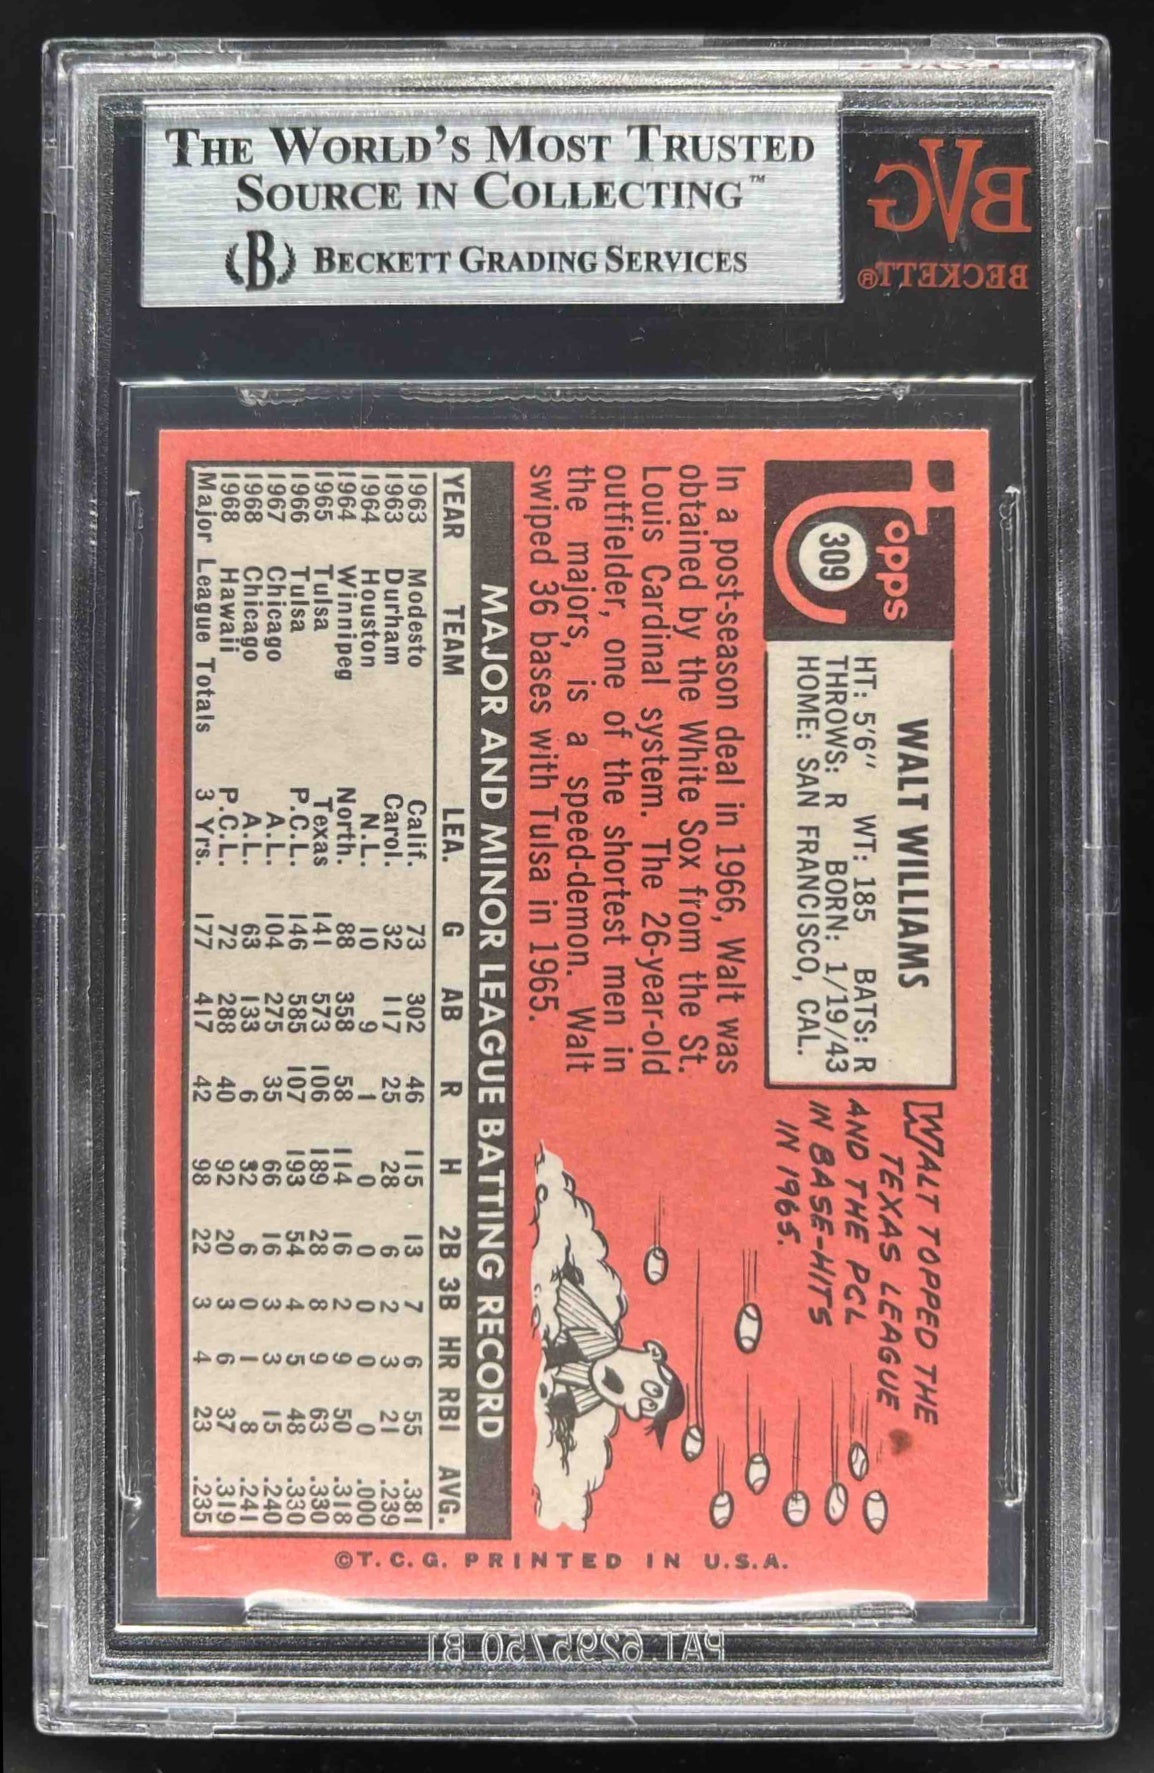 THE WORLD'S MOST TRUSTED
SOURCE IN COLLECTING™
B BECKETT GRADING SERVICES
BVG
BECKETT®
Topps
309
WALT WILLIAMS
HT: 5'6" WT: 185 BATS: R
THROWS: R BORN: 1/19/43
HOME: SAN FRANCISCO, CAL.
WALT TOPPED THE
TEXAS LEAGUE
AND THE PCL
IN BASE-HITS
IN 1965.
In a post-season deal in 1966, Walt was
obtained by the White Sox from the St.
Louis Cardinal system. The 26-year-old
outfielder, one of the shortest men in
the majors, is a speed-demon. Walt
swiped 36 bases with Tulsa in 1965.
MAJOR AND MINOR LEAGUE BATTING RECORD
YEAR TEAM LEA. G AB R H 2B 3B HR RBI AVG.
1963 Modesto Calif. 73 302 46 115 13 7 6 55 .381
1963 Durham Carol. 32 117 25 28 6 2 3 21 .239
1964 Houston N.L. 10 9 1 0 0 0 0 0 .000
1964 Winnipeg North. 88 358 58 114 16 2 9 50 .318
1965 Tulsa Texas 141 573 106 189 28 8 9 63 .330
1966 Tulsa P.C.L. 146 585 107 193 54 4 5 48 .330
1967 Chicago A.L. 104 275 35 66 16 3 3 15 .240
1968 Chicago A.L. 63 133 6 32 6 0 1 8 .241
1968 Hawaii P.C.L. 72 288 40 92 20 3 6 37 .319
Major League Totals 3 Yrs. 177 417 42 98 22 3 4 23 .235
©T.C.G. PRINTED IN U.S.A.
PAT. 6295750 B1